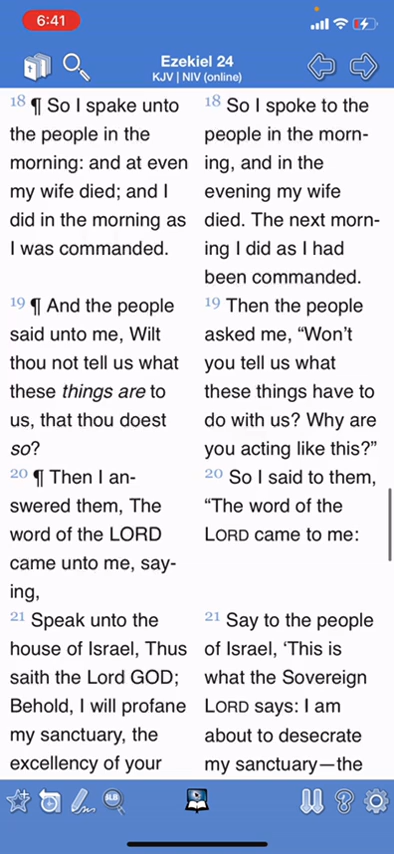 6:41
Ezekiel 24
KJV | NIV (online)
18 ¶ So I spake unto
the people in the
morning: and at even
my wife died; and I
did in the morning as
I was commanded.
19 ¶ And the people
said unto me, Wilt
thou not tell us what
these things are to
us, that thou doest
so?
20 ¶ Then I an-
swered them, The
word of the LORD
came unto me, say-
ing,
21 Speak unto the
house of Israel, Thus
saith the Lord GOD;
Behold, I will profane
my sanctuary, the
excellency of your
18 So I spoke to the
people in the morn-
ing, and in the
evening my wife
died. The next morn-
ing I did as I had
been commanded.
19 Then the people
asked me, “Won’t
you tell us what
these things have to
do with us? Why are
you acting like this?”
20 So I said to them,
“The word of the
LORD came to me:
21 Say to the people
of Israel, ‘This is
what the Sovereign
LORD says: I am
about to desecrate
my sanctuary—the
ALB